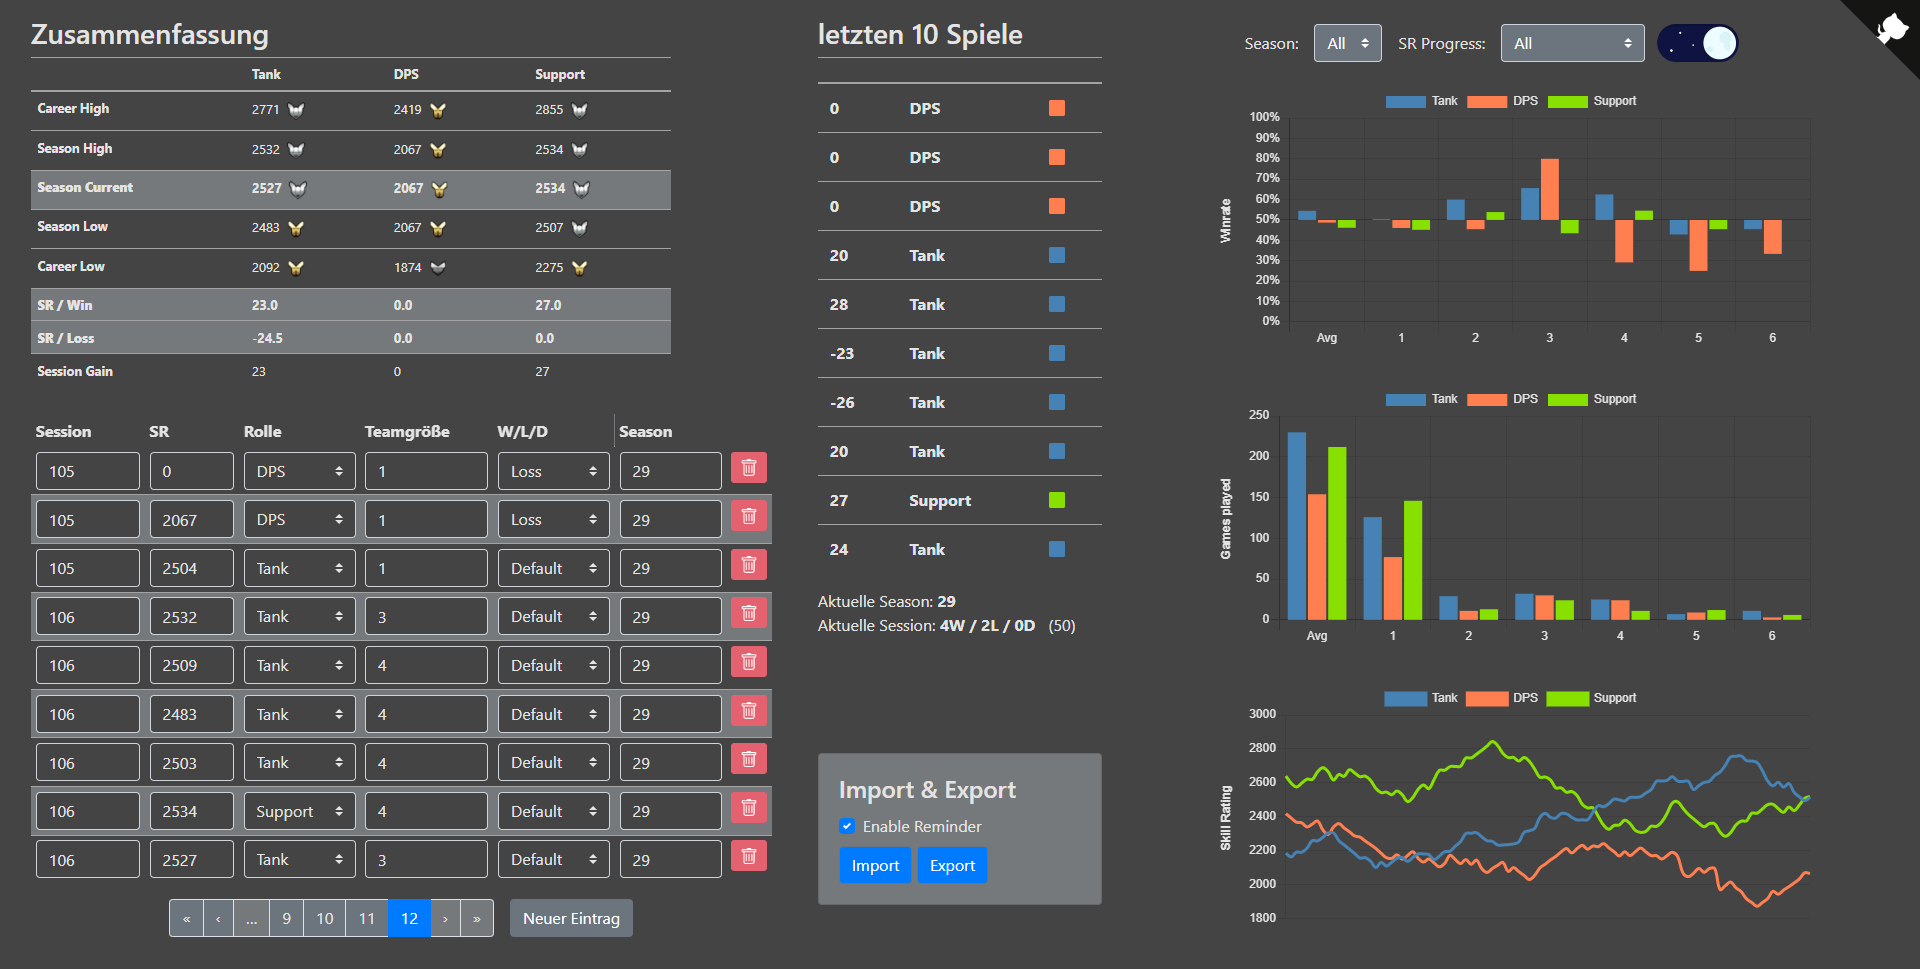 Zusammenfassung
Tank DPS Support
Career High 2771 2419 2855
Season High 2532 2067 2534
Season Current 2527 2067 2534
Season Low 2483 2067 2507
Career Low 2092 1874 2275
SR / Win 23.0 0.0 27.0
SR / Loss -24.5 0.0 0.0
Session Gain 23 0 27
Session SR Rolle Teamgröße W/L/D Season
105 0 DPS 1 Loss 29
105 2067 DPS 1 Loss 29
105 2504 Tank 1 Default 29
106 2532 Tank 3 Default 29
106 2509 Tank 4 Default 29
106 2483 Tank 4 Default 29
106 2503 Tank 4 Default 29
106 2534 Support 4 Default 29
106 2527 Tank 3 Default 29
« ‹ ... 9 10 11 12 › » Neuer Eintrag
letzten 10 Spiele
0 DPS
0 DPS
0 DPS
20 Tank
28 Tank
-23 Tank
-26 Tank
20 Tank
27 Support
24 Tank
Aktuelle Season: 29
Aktuelle Session: 4W / 2L / 0D (50)
Import & Export
Enable Reminder
Import Export
Season: All SR Progress: All
Tank DPS Support
Winrate
100%
90%
80%
70%
60%
50%
40%
30%
20%
10%
0%
Avg 1 2 3 4 5 6
Tank DPS Support
Games played
250
200
150
100
50
0
Avg 1 2 3 4 5 6
Tank DPS Support
Skill Rating
3000
2800
2600
2400
2200
2000
1800